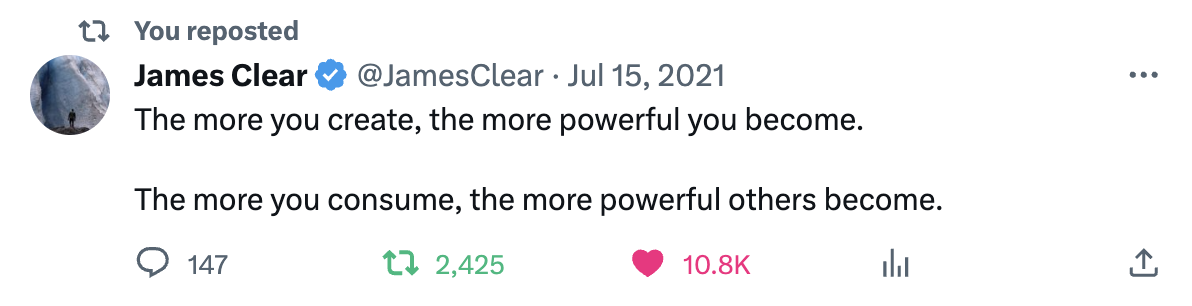 You reposted
James Clear @JamesClear · Jul 15, 2021
The more you create, the more powerful you become.
The more you consume, the more powerful others become.
147 2,425 10.8K